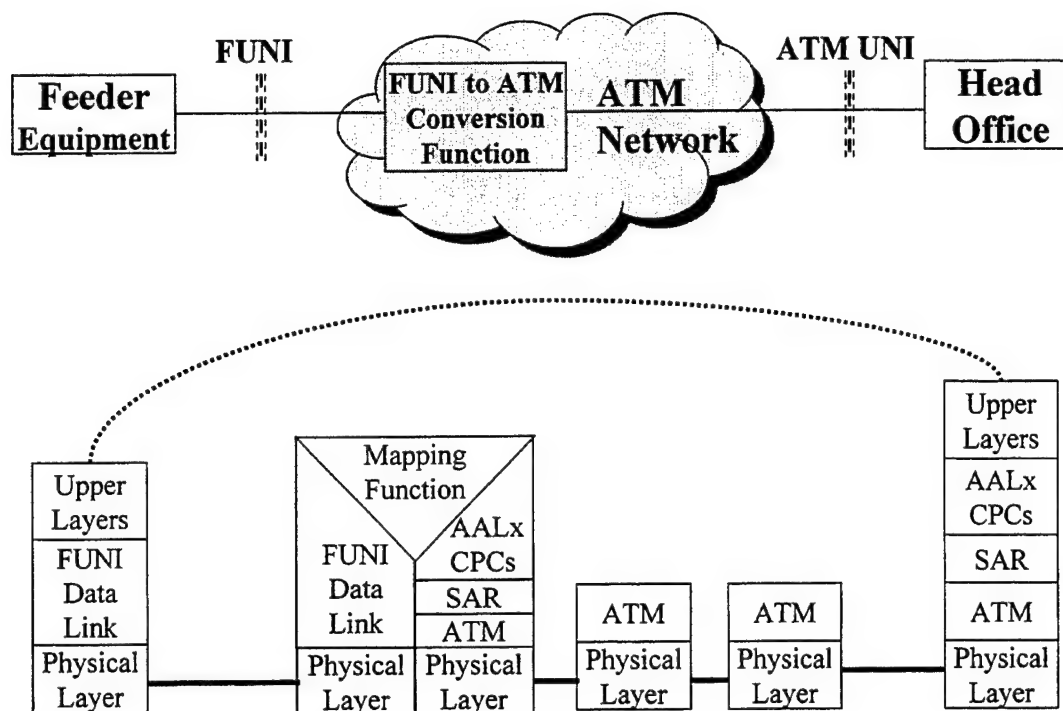 FUNI
ATM UNI
Feeder
Equipment
FUNI to ATM
Conversion
Function
ATM
Network
Head
Office
Upper
Layers
FUNI
Data
Link
Physical
Layer
Mapping
Function
FUNI
Data
Link
Physical
Layer
AALx
CPCs
SAR
ATM
Physical
Layer
ATM
Physical
Layer
ATM
Physical
Layer
Upper
Layers
AALx
CPCs
SAR
ATM
Physical
Layer